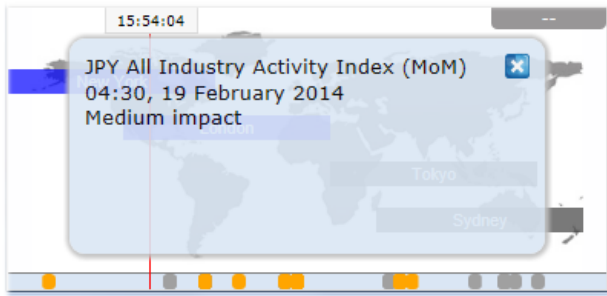 15:54:04
--
JPY All Industry Activity Index (MoM)
04:30, 19 February 2014
Medium impact
New York
London
Tokyo
Sydney